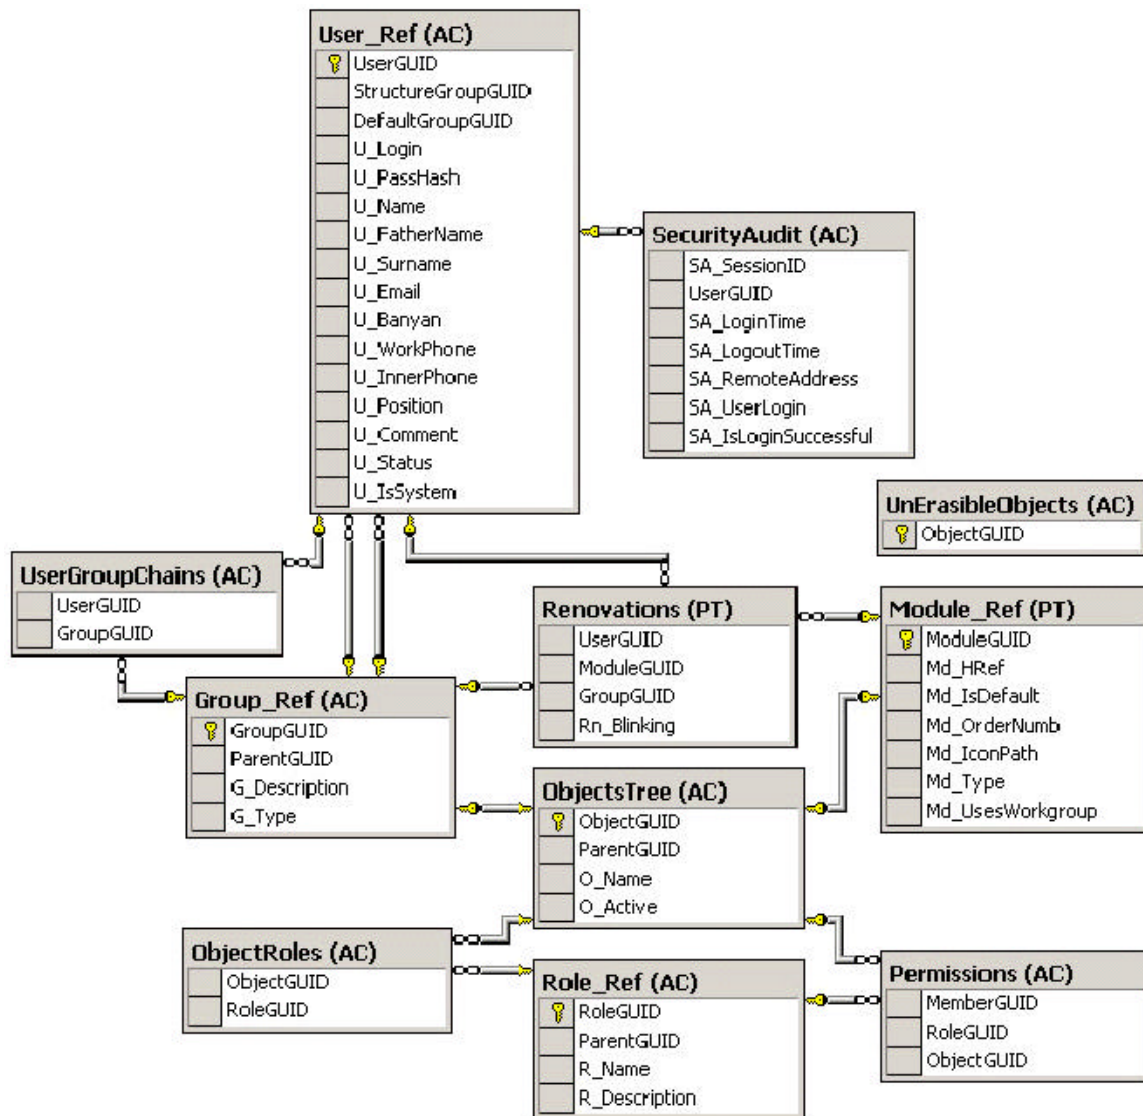 User_Ref (AC)
UserGUID
StructureGroupGUID
DefaultGroupGUID
U_Login
U_PassHash
U_Name
U_FatherName
U_Surname
U_Email
U_Banyan
U_WorkPhone
U_InnerPhone
U_Position
U_Comment
U_Status
U_IsSystem
SecurityAudit (AC)
SA_SessionID
UserGUID
SA_LoginTime
SA_LogoutTime
SA_RemoteAddress
SA_UserLogin
SA_IsLoginSuccessful
UnErasibleObjects (AC)
ObjectGUID
UserGroupChains (AC)
UserGUID
GroupGUID
Renovations (PT)
UserGUID
ModuleGUID
GroupGUID
Rn_Blinking
Module_Ref (PT)
ModuleGUID
Md_HRef
Md_IsDefault
Md_OrderNumb
Md_IconPath
Md_Type
Md_UsesWorkgroup
Group_Ref (AC)
GroupGUID
ParentGUID
G_Description
G_Type
ObjectsTree (AC)
ObjectGUID
ParentGUID
O_Name
O_Active
ObjectRoles (AC)
ObjectGUID
RoleGUID
Role_Ref (AC)
RoleGUID
ParentGUID
R_Name
R_Description
Permissions (AC)
MemberGUID
RoleGUID
ObjectGUID